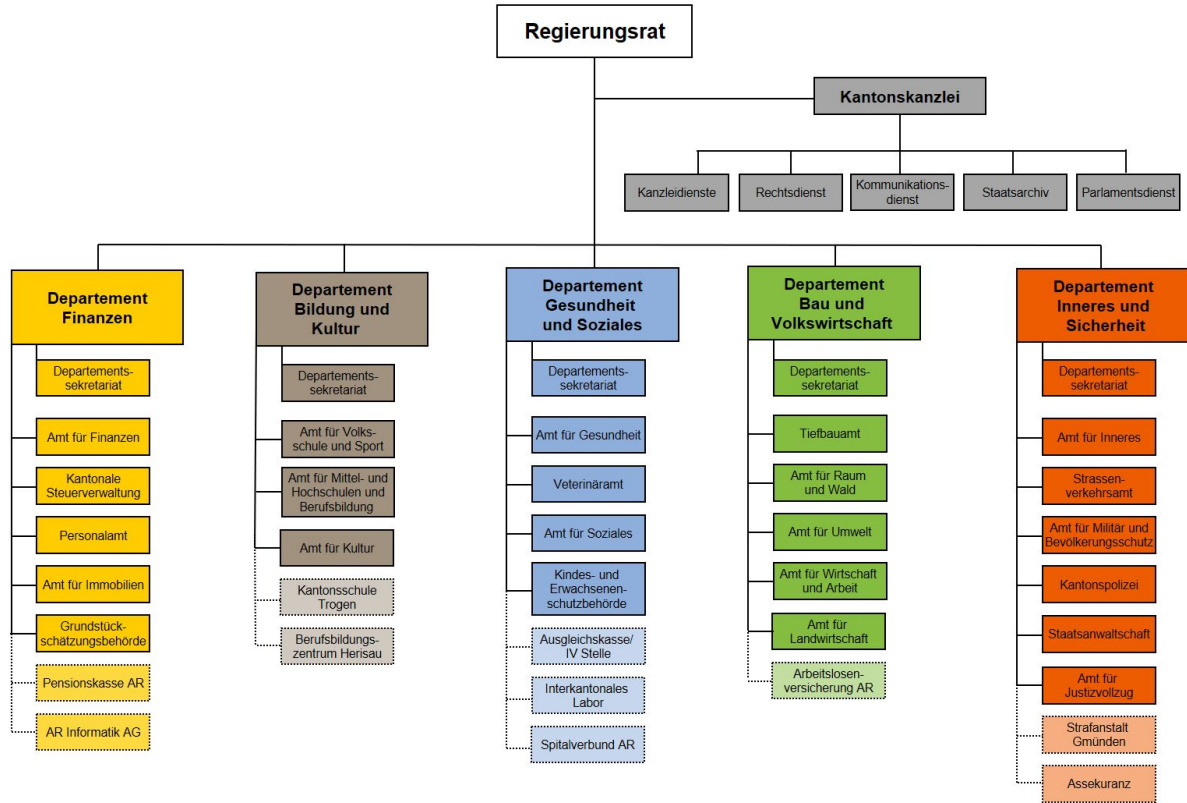 Regierungsrat
Kantonskanzlei
Kanzleidienste
Rechtsdienst
Kommunikations-
dienst
Staatsarchiv
Parlamentsdienst
Departement
Finanzen
Departements-
sekretariat
Amt für Finanzen
Kantonale
Steuerverwaltung
Personalamt
Amt für Immobilien
Grundstück-
schätzungsbehörde
Pensionskasse AR
AR Informatik AG
Departement
Bildung und
Kultur
Departements-
sekretariat
Amt für Volks-
schule und Sport
Amt für Mittel- und
Hochschulen und
Berufsbildung
Amt für Kultur
Kantonsschule
Trogen
Berufsbildungs-
zentrum Herisau
Departement
Gesundheit
und Soziales
Departements-
sekretariat
Amt für Gesundheit
Veterinäramt
Amt für Soziales
Kindes- und
Erwachsenen-
schutzbehörde
Ausgleichskasse/
IV Stelle
Interkantonales
Labor
Spitalverbund AR
Departement
Bau und
Volkswirtschaft
Departements-
sekretariat
Tiefbauamt
Amt für Raum
und Wald
Amt für Umwelt
Amt für Wirtschaft
und Arbeit
Amt für
Landwirtschaft
Arbeitslosen-
versicherung AR
Departement
Inneres und
Sicherheit
Departements-
sekretariat
Amt für Inneres
Strassen-
verkehrsamt
Amt für Militär und
Bevölkerungsschutz
Kantonspolizei
Staatsanwaltschaft
Amt für
Justizvollzug
Strafanstalt
Gmünden
Assekuranz